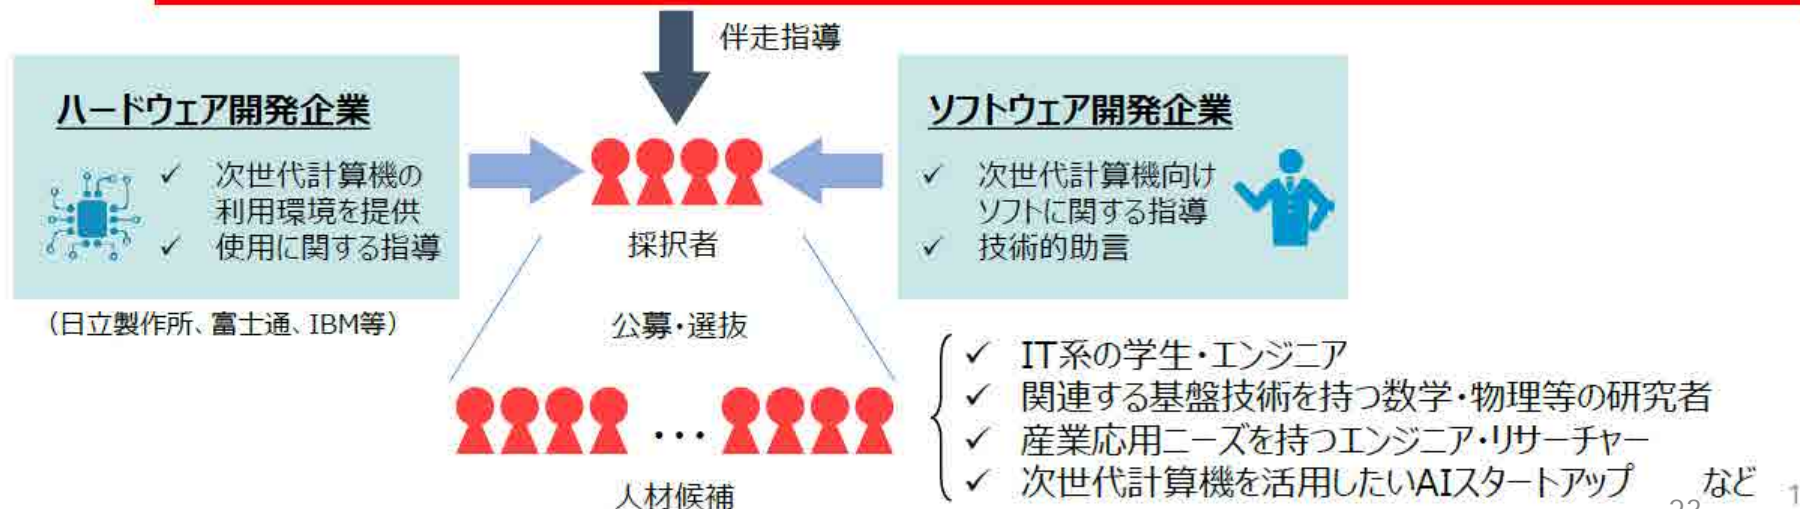 伴走指導
ハードウェア開発企業
✓ 次世代計算機の
利用環境を提供
✓ 使用に関する指導
（日立製作所、富士通、IBM等）
採択者
公募・選抜
ソフトウェア開発企業
✓ 次世代計算機向け
ソフトに関する指導
✓ 技術的助言
人材候補
…
✓ IT系の学生・エンジニア
✓ 関連する基盤技術を持つ数学・物理等の研究者
✓ 産業応用ニーズを持つエンジニア・リサーチャー
✓ 次世代計算機を活用したいAIスタートアップ など
1